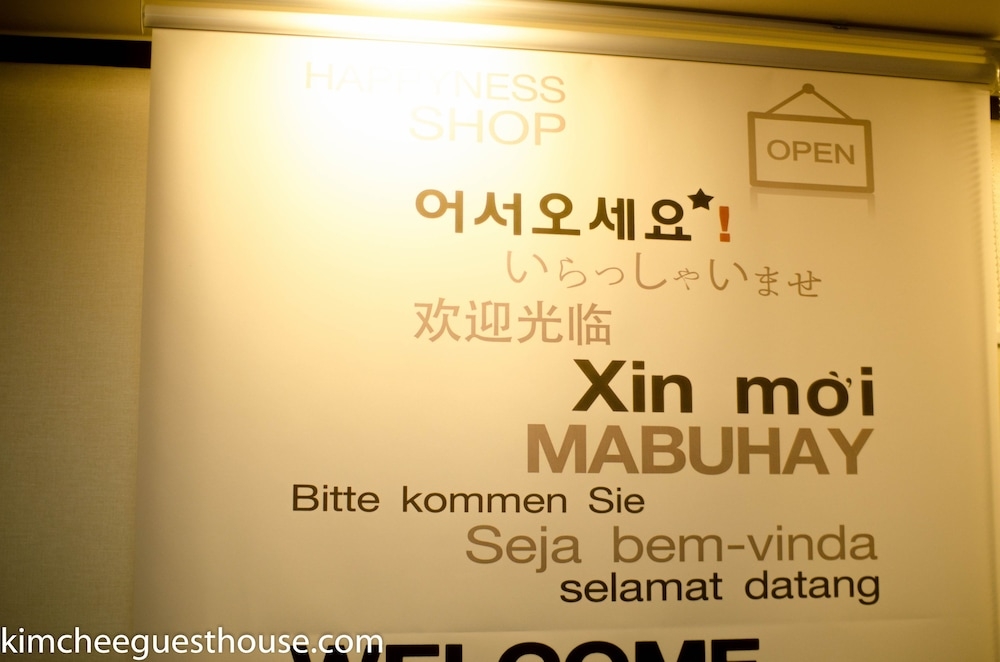 HAPPYNESS
SHOP
OPEN
어서오세요★!
いらっしゃいませ
欢迎光临
Xin mời
MABUHAY
Bitte kommen Sie
Seja bem-vinda
selamat datang
WELCOME
kimcheeguesthouse.com